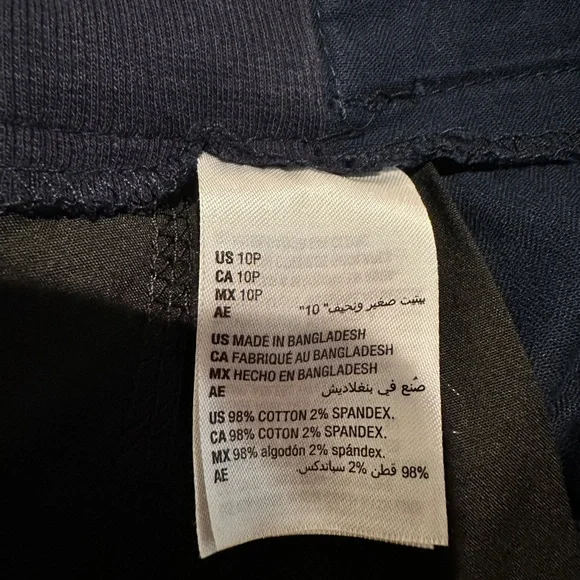 US 10P
CA 10P
MX 10P
AE بيتيت صغير ونحيف" 10"
US MADE IN BANGLADESH
CA FABRIQUÉ AU BANGLADESH
MX HECHO EN BANGLADESH
AE صُنع في بنغلاديش
US 98% COTTON 2% SPANDEX.
CA 98% COTON 2% SPANDEX.
MX 98% algodón 2% spándex.
AE 98% قطن 2% سباندكس.